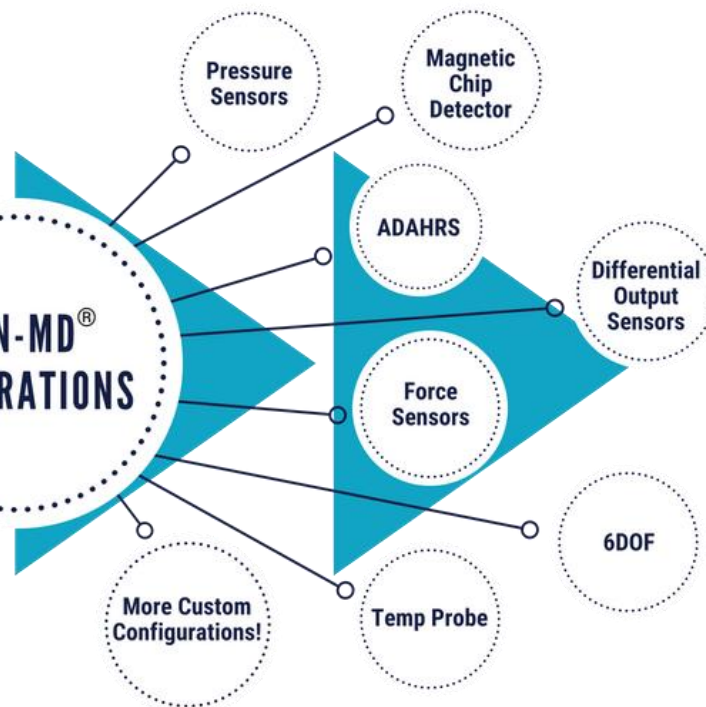 Pressure
Sensors
Magnetic
Chip
Detector
ADAHRS
Differential
Output
Sensors
N-MD®
RATIONS
Force
Sensors
6DOF
More Custom
Configurations!
Temp Probe